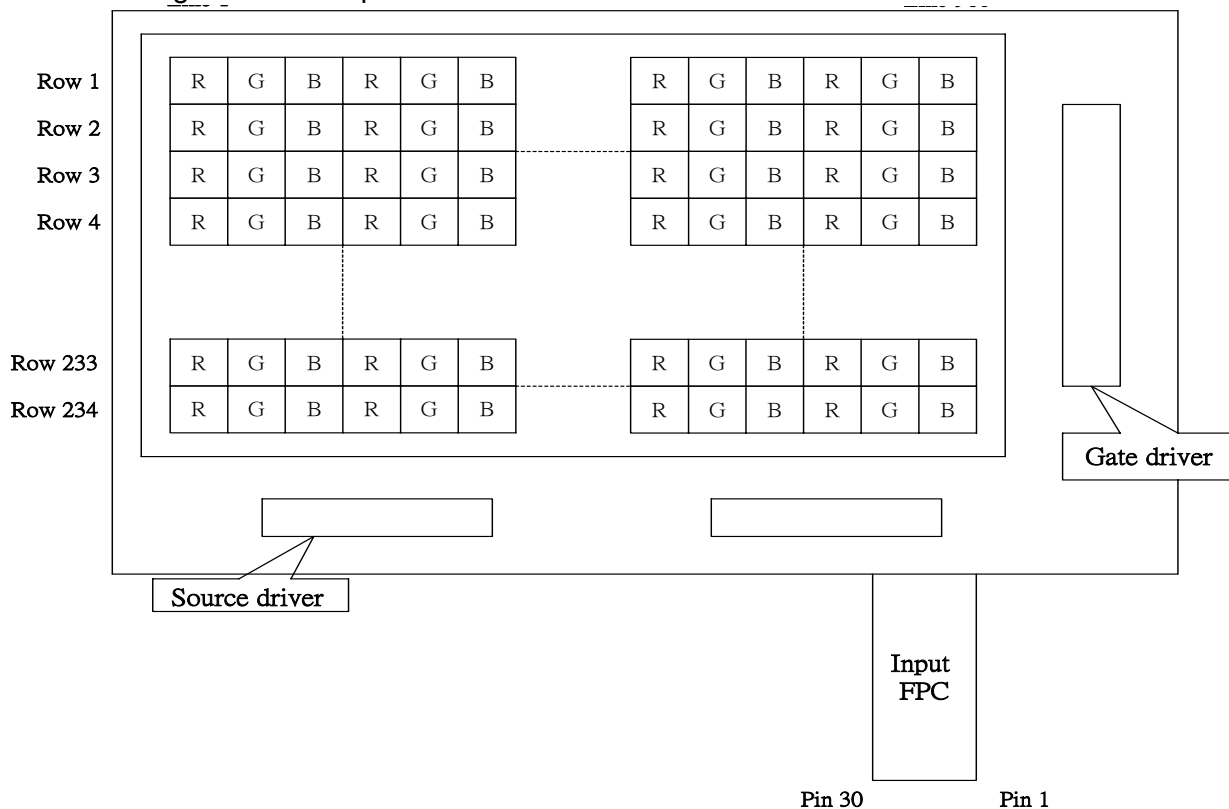 Row 1 R G B R G B R G B R G B
Row 2 R G B R G B R G B R G B
Row 3 R G B R G B R G B R G B
Row 4 R G B R G B R G B R G B
Row 233 R G B R G B R G B R G B
Row 234 R G B R G B R G B R G B
Gate driver
Source driver
Input
FPC
Pin 30 Pin 1